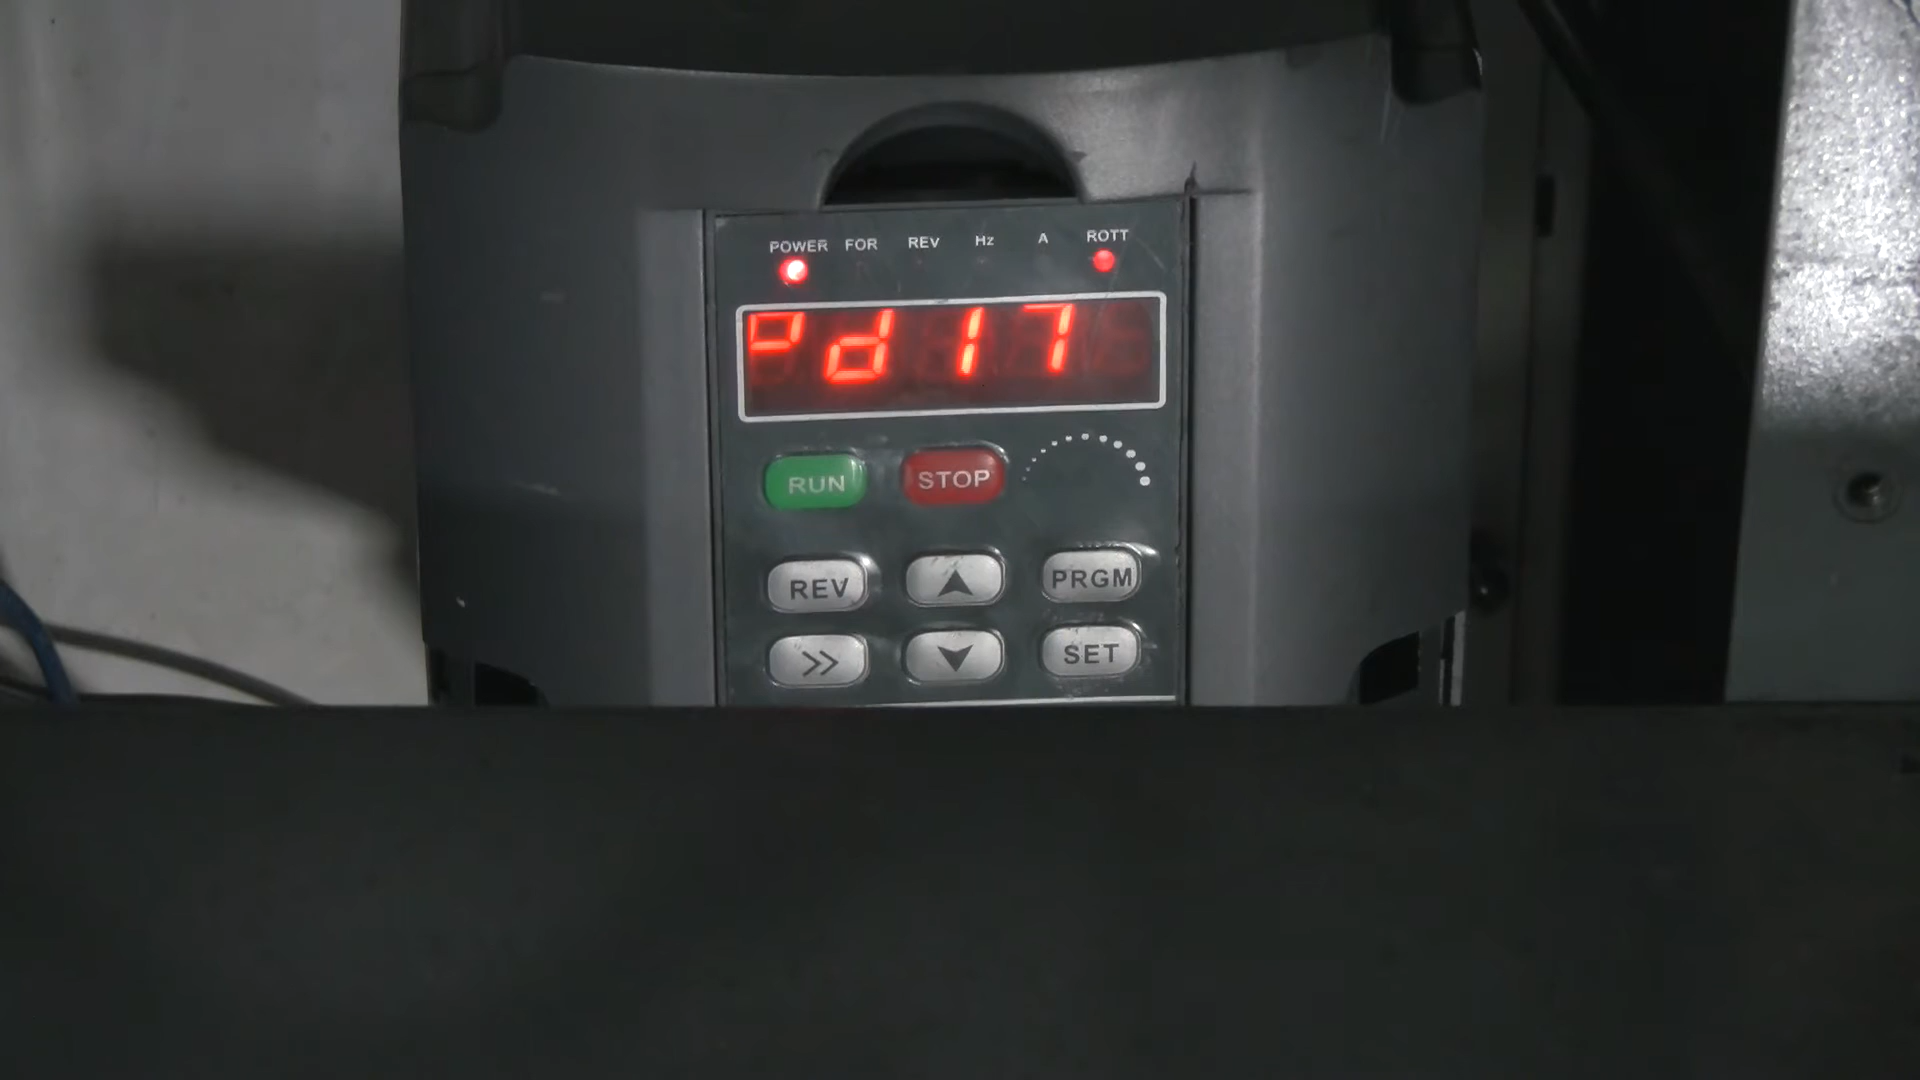 POWER FOR REV Hz A ROTT
Pd17
RUN STOP
REV PRGM
SET